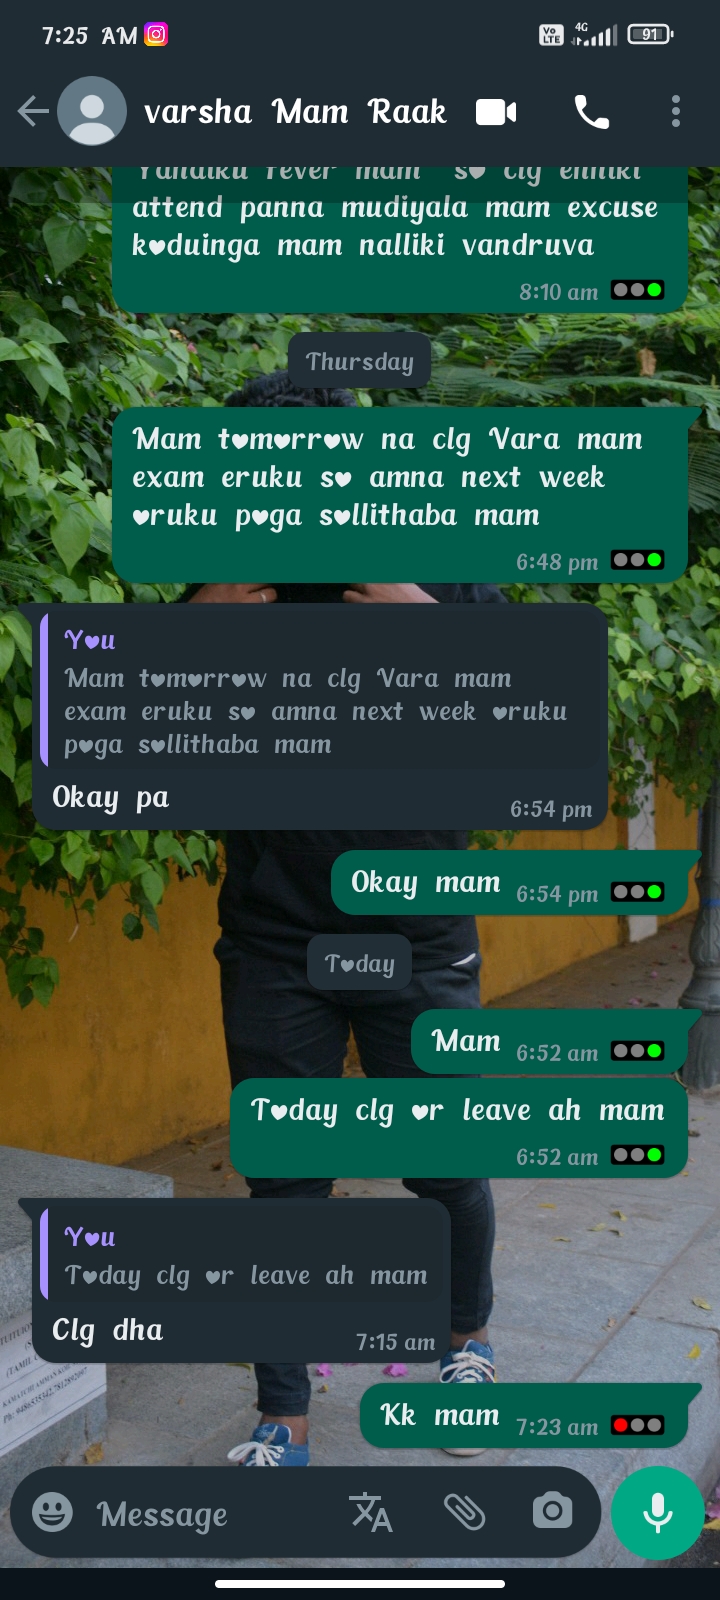 7:25 AM
Vo LTE 4G 91
varsha Mam Raak
fever mam so clg enniki
attend panna mudiyala mam excuse
koduinga mam nalliki vandruva
8:10 am
Thursday
Mam tomorrow na clg Vara mam
exam eruku so amna next week
oruku poga sollithaba mam
6:48 pm
You
Mam tomorrow na clg Vara mam
exam eruku so amna next week oruku
poga sollithaba mam
Okay pa
6:54 pm
Okay mam 6:54 pm
Today
Mam 6:52 am
Today clg or leave ah mam
6:52 am
You
Today clg or leave ah mam
Clg dha
7:15 am
Kk mam 7:23 am
Message